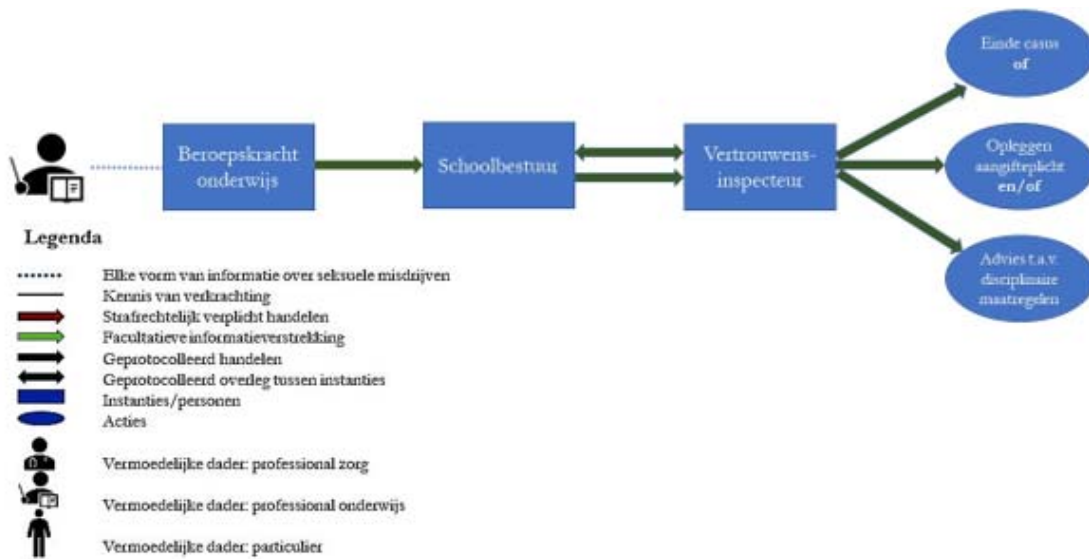 Einde casus
of
Beroepskracht
onderwijs
Schoolbestuur
Vertrouwens-
inspecteur
Opleggen
aangifteplicht
en/of
Advies t.a.v.
disciplinaire
maatregelen
Legenda
Elke vorm van informatie over seksuele misdrijven
Kennis van verkrachting
Strafrechtelijk verplicht handelen
Facultatieve informatieverstrekking
Geprotocolleerd handelen
Geprotocolleerd overleg tussen instanties
Instanties/personen
Acties
Vermoedelijke dader: professional zorg
Vermoedelijke dader: professional onderwijs
Vermoedelijke dader: particulier